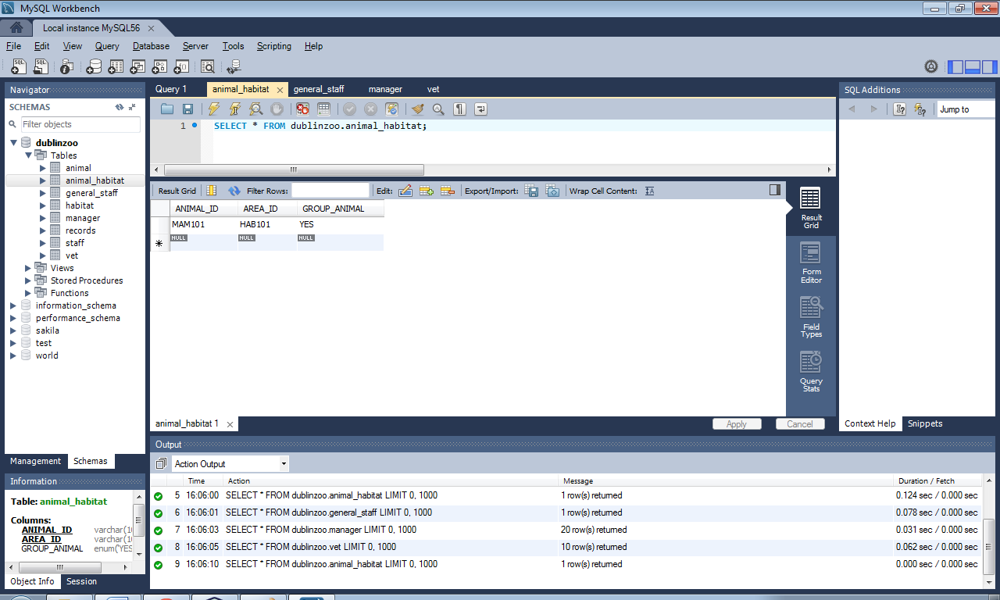 MySQL Workbench
Local instance MySQL56
File Edit View Query Database Server Tools Scripting Help
Navigator
SCHEMAS
Filter objects
dublinzoo
Tables
animal
animal_habitat
general_staff
habitat
manager
records
staff
vet
Views
Stored Procedures
Functions
information_schema
performance_schema
sakila
test
world
Management Schemas
Information
Table: animal_habitat
Columns:
ANIMAL_ID varchar(10
AREA_ID varchar(10
GROUP_ANIMAL enum('YES
Object Info Session
Query 1 animal_habitat general_staff manager vet
1 SELECT * FROM dublinzoo.animal_habitat;
Result Grid Filter Rows: Edit: Export/Import: Wrap Cell Content:
ANIMAL_ID AREA_ID GROUP_ANIMAL
MAM101 HAB101 YES
NULL NULL NULL
Result Grid
Form Editor
Field Types
Query Stats
animal_habitat 1
Apply Cancel
SQL Additions
Jump to
Context Help Snippets
Output
Action Output
Time Action Message Duration / Fetch
5 16:06:00 SELECT * FROM dublinzoo.animal_habitat LIMIT 0, 1000 1 row(s) returned 0.124 sec / 0.000 sec
6 16:06:01 SELECT * FROM dublinzoo.general_staff LIMIT 0, 1000 1 row(s) returned 0.078 sec / 0.000 sec
7 16:06:03 SELECT * FROM dublinzoo.manager LIMIT 0, 1000 20 row(s) returned 0.031 sec / 0.000 sec
8 16:06:05 SELECT * FROM dublinzoo.vet LIMIT 0, 1000 10 row(s) returned 0.062 sec / 0.000 sec
9 16:06:10 SELECT * FROM dublinzoo.animal_habitat LIMIT 0, 1000 1 row(s) returned 0.000 sec / 0.000 sec